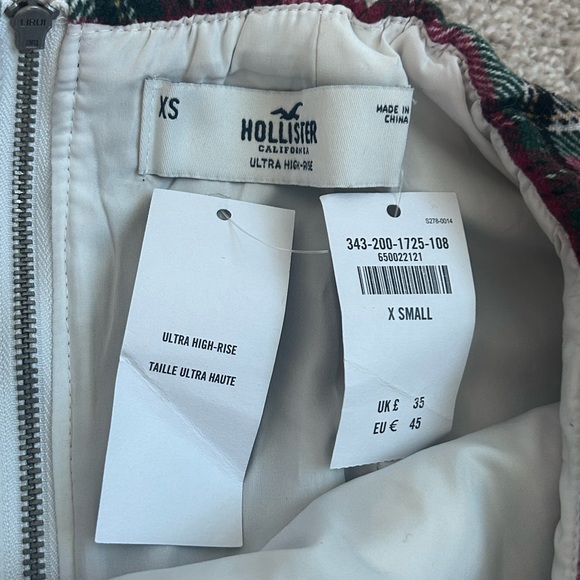 XS
HOLLISTER
CALIFORNIA
ULTRA HIGH-RISE
MADE IN
CHINA
S278-0014
343-200-1725-108
650022121
X SMALL
UK £ 35
EU € 45
ULTRA HIGH-RISE
TAILLE ULTRA HAUTE